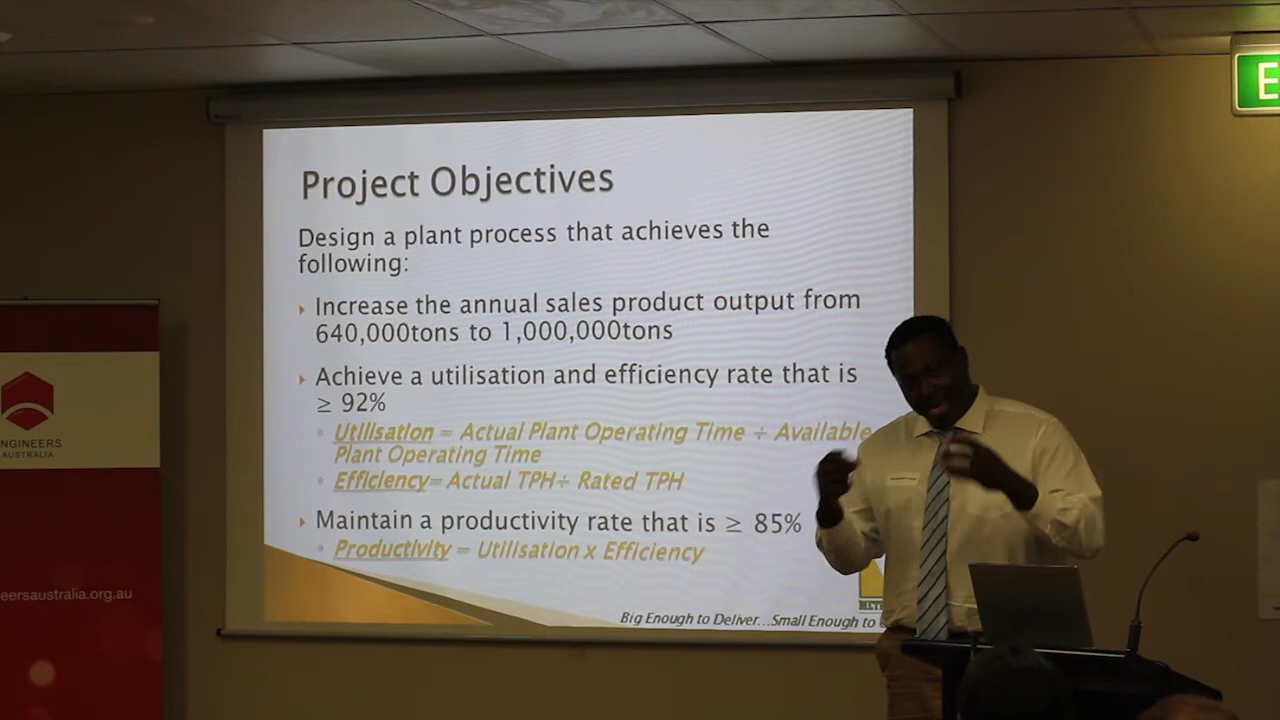 Project Objectives
Design a plant process that achieves the
following:
Increase the annual sales product output from
640,000tons to 1,000,000tons
Achieve a utilisation and efficiency rate that is
≥ 92%
Utilisation = Actual Plant Operating Time ÷ Available
Plant Operating Time
Efficiency= Actual TPH÷ Rated TPH
Maintain a productivity rate that is ≥ 85%
Productivity = Utilisation x Efficiency
Big Enough to Deliver...Small Enough to
NGINEERS
AUSTRALIA
eersaustralia.org.au
E